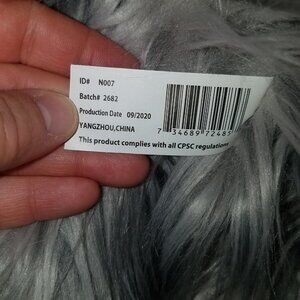 ID# N007
Batch# 2682
Production Date 09/2020
YANGZHOU,CHINA
7 34689 72485
This product complies with all CPSC regulations